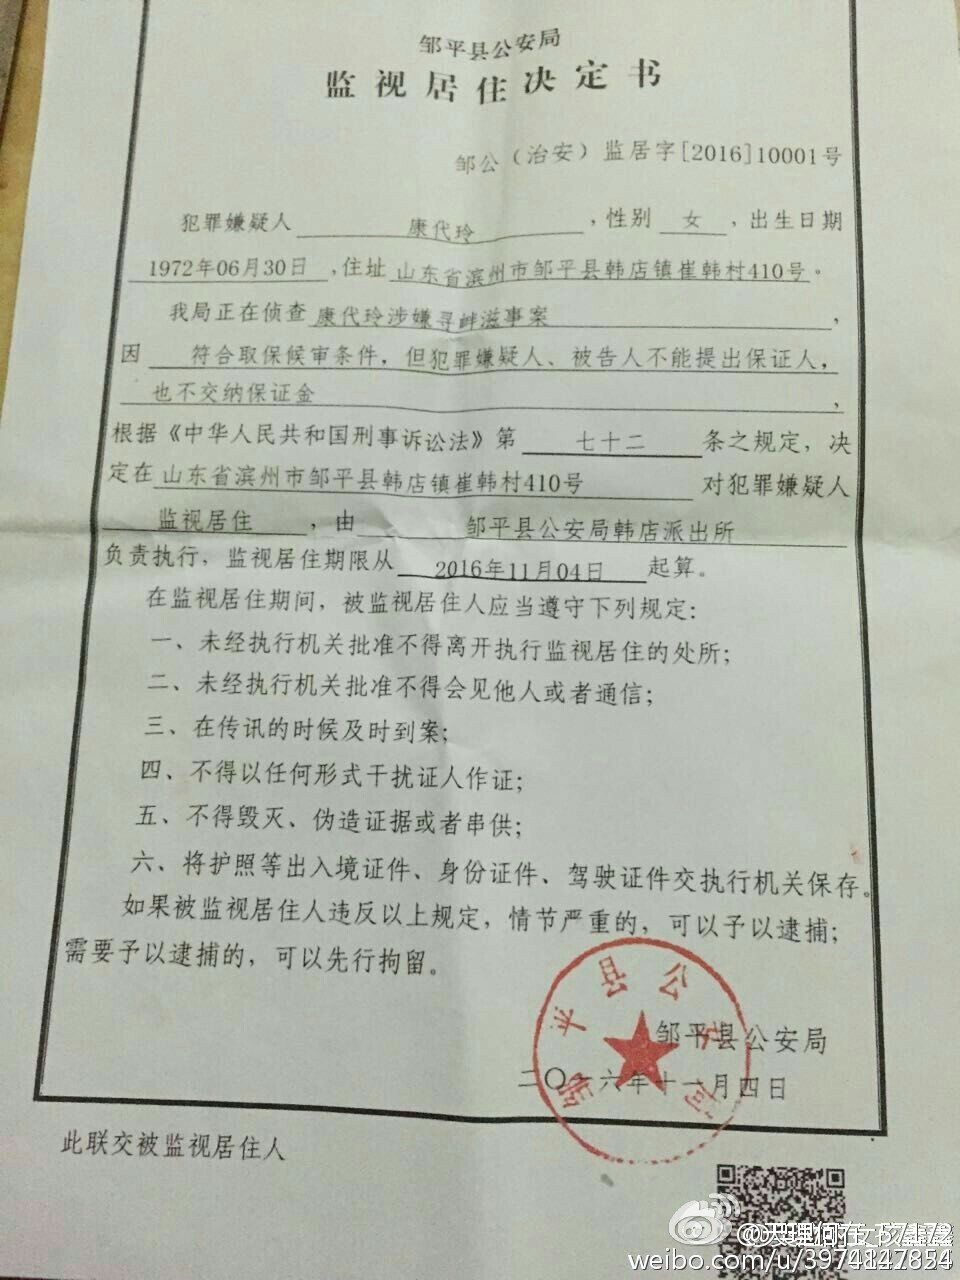 邹平县公安局
监视居住决定书
邹公（治安）监居字[2016]10001号
犯罪嫌疑人 康代玲 ，性别 女 ，出生日期
1972年06月30日 ，住址 山东省滨州市邹平县韩店镇崔韩村410号 。
我局正在侦查 康代玲涉嫌寻衅滋事案 ，
因 符合取保候审条件，但犯罪嫌疑人、被告人不能提出保证人，
也不交纳保证金 ，
根据《中华人民共和国刑事诉讼法》第 七十二 条之规定，决
定在 山东省滨州市邹平县韩店镇崔韩村410号 对犯罪嫌疑人
监视居住 ，由 邹平县公安局韩店派出所
负责执行，监视居住期限从 2016年11月04日 起算。
在监视居住期间，被监视居住人应当遵守下列规定：
一、未经执行机关批准不得离开执行监视居住的处所；
二、未经执行机关批准不得会见他人或者通信；
三、在传讯的时候及时到案；
四、不得以任何形式干扰证人作证；
五、不得毁灭、伪造证据或者串供；
六、将护照等出入境证件、身份证件、驾驶证件交执行机关保存。
如果被监视居住人违反以上规定，情节严重的，可以予以逮捕；
需要予以逮捕的，可以先行拘留。
邹平县公安局
邹平县公安局
二〇一六年十一月四日
此联交被监视居住人